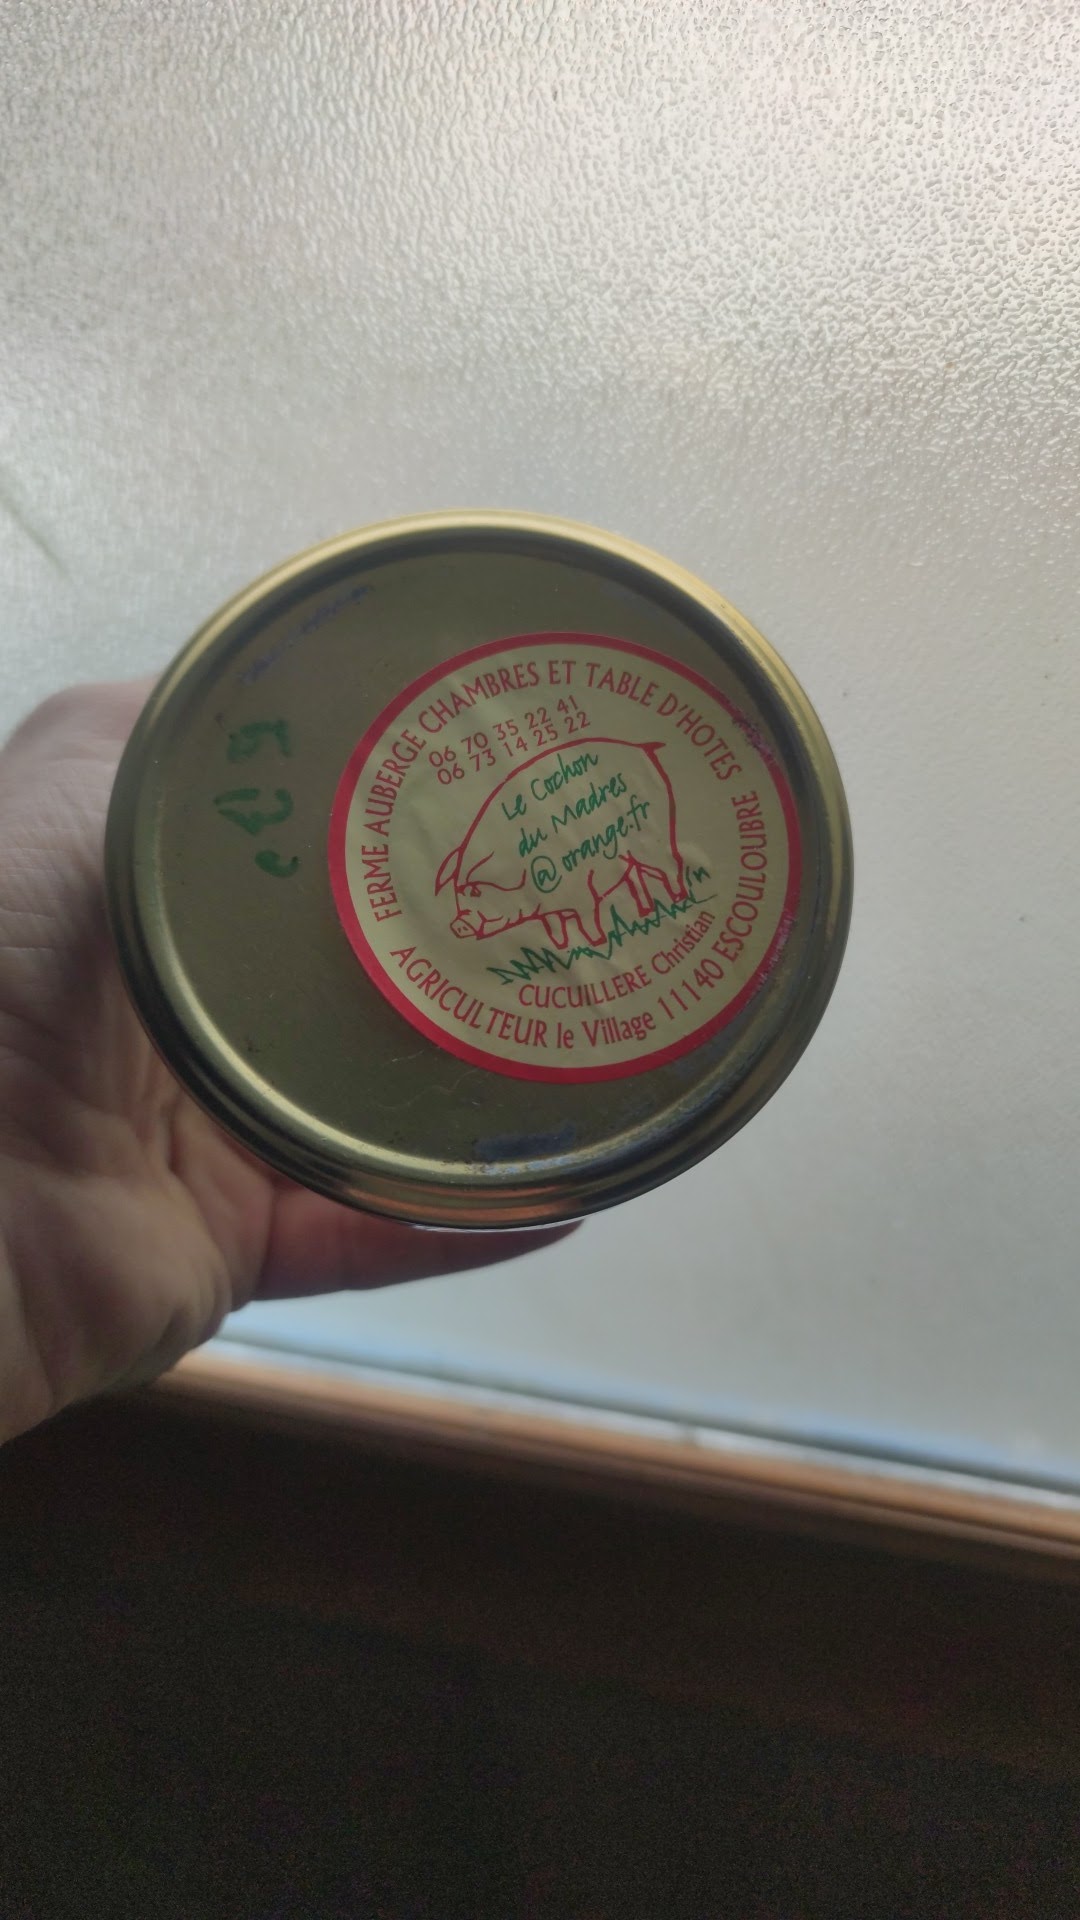 FERME AUBERGE CHAMBRES ET TABLE D'HOTES
06 70 35 22 41
06 73 14 25 22
Le Cochon
du Madres
@orange.fr
CUCUILLERE Christian
AGRICULTEUR le Village 11140 ESCOULOUBRE